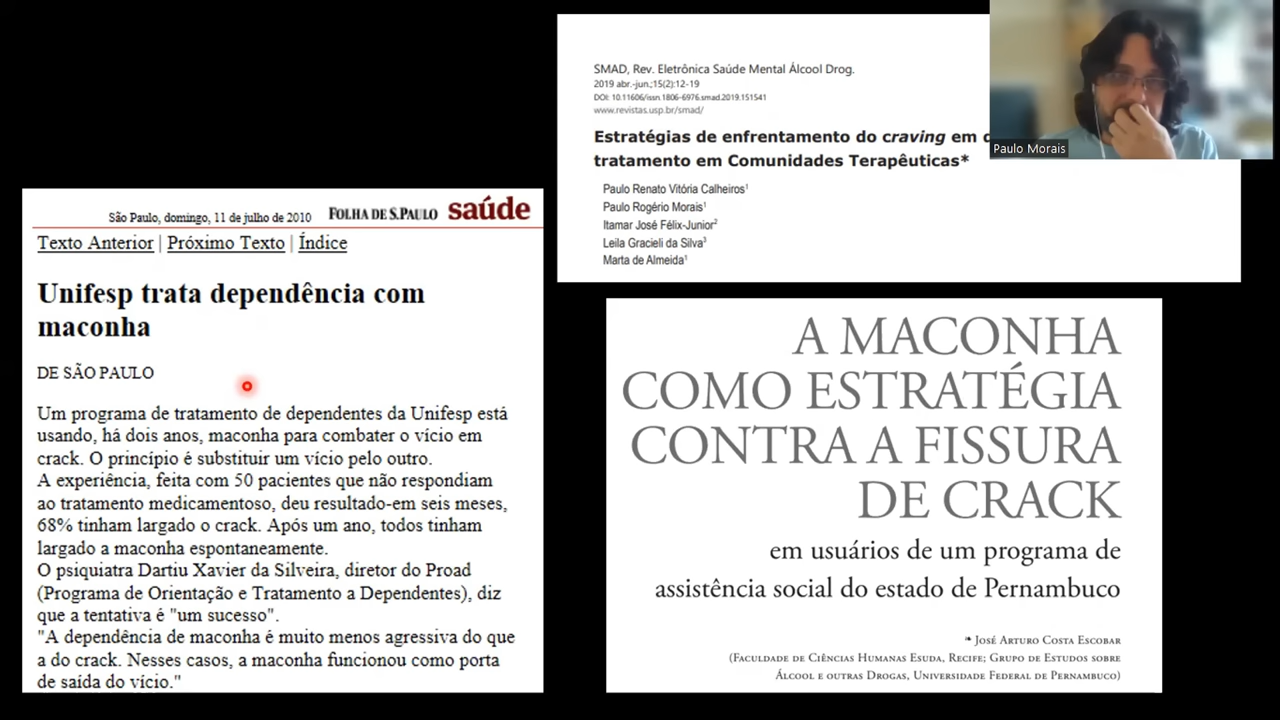 SMAD, Rev. Eletrônica Saúde Mental Álcool Drog.
2019 abr.-jun.;15(2):12-19
DOI: 10.11606/issn.1806-6976.smad.2019.151541
www.revistas.usp.br/smad/
Estratégias de enfrentamento do craving em
tratamento em Comunidades Terapêuticas*
Paulo Renato Vitória Calheiros¹
Paulo Rogério Morais¹
Itamar José Félix-Junior²
Leila Gracieli da Silva³
Marta de Almeida¹
Paulo Morais
São Paulo, domingo, 11 de julho de 2010 FOLHA DE S.PAULO saúde
Texto Anterior | Próximo Texto | Índice
Unifesp trata dependência com
maconha
DE SÃO PAULO
Um programa de tratamento de dependentes da Unifesp está
usando, há dois anos, maconha para combater o vício em
crack. O princípio é substituir um vício pelo outro.
A experiência, feita com 50 pacientes que não respondiam
ao tratamento medicamentoso, deu resultado-em seis meses,
68% tinham largado o crack. Após um ano, todos tinham
largado a maconha espontaneamente.
O psiquiatra Dartiu Xavier da Silveira, diretor do Proad
(Programa de Orientação e Tratamento a Dependentes), diz
que a tentativa é "um sucesso".
"A dependência de maconha é muito menos agressiva do que
a do crack. Nesses casos, a maconha funcionou como porta
de saída do vício."
A MACONHA
COMO ESTRATÉGIA
CONTRA A FISSURA
DE CRACK
em usuários de um programa de
assistência social do estado de Pernambuco
José Arturo Costa Escobar
(Faculdade de Ciências Humanas Esuda, Recife; Grupo de Estudos sobre
Álcool e outras Drogas, Universidade Federal de Pernambuco)